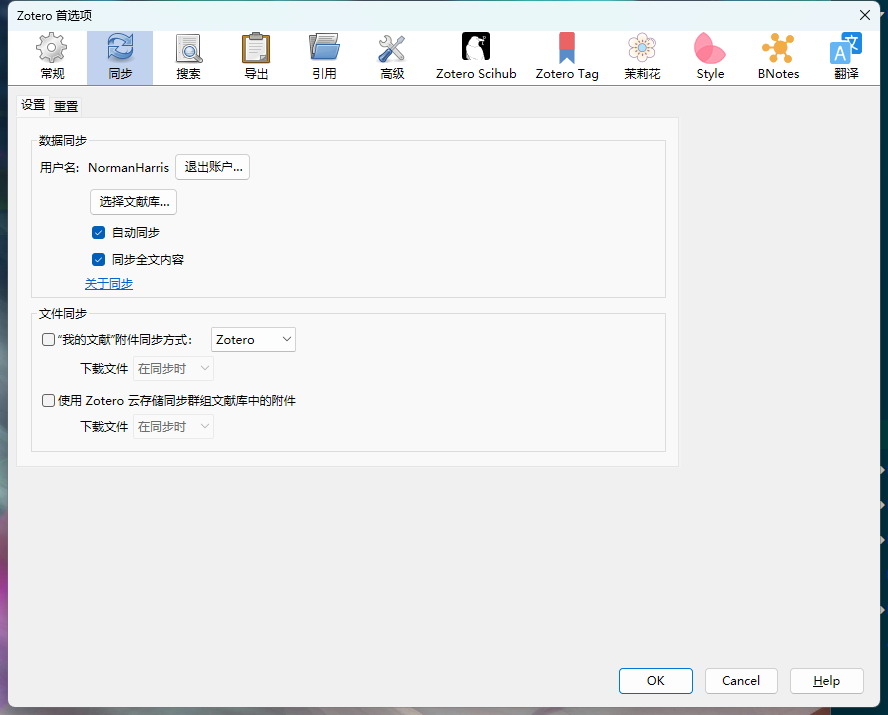 Zotero 首选项
常规 同步 搜索 导出 引用 高级 Zotero Scihub Zotero Tag 茉莉花 Style BNotes 翻译
设置 重置
数据同步
用户名: NormanHarris 退出账户...
选择文献库...
自动同步
同步全文内容
关于同步
文件同步
“我的文献”附件同步方式： Zotero
下载文件 在同步时
使用 Zotero 云存储同步群组文献库中的附件
下载文件 在同步时
OK Cancel Help